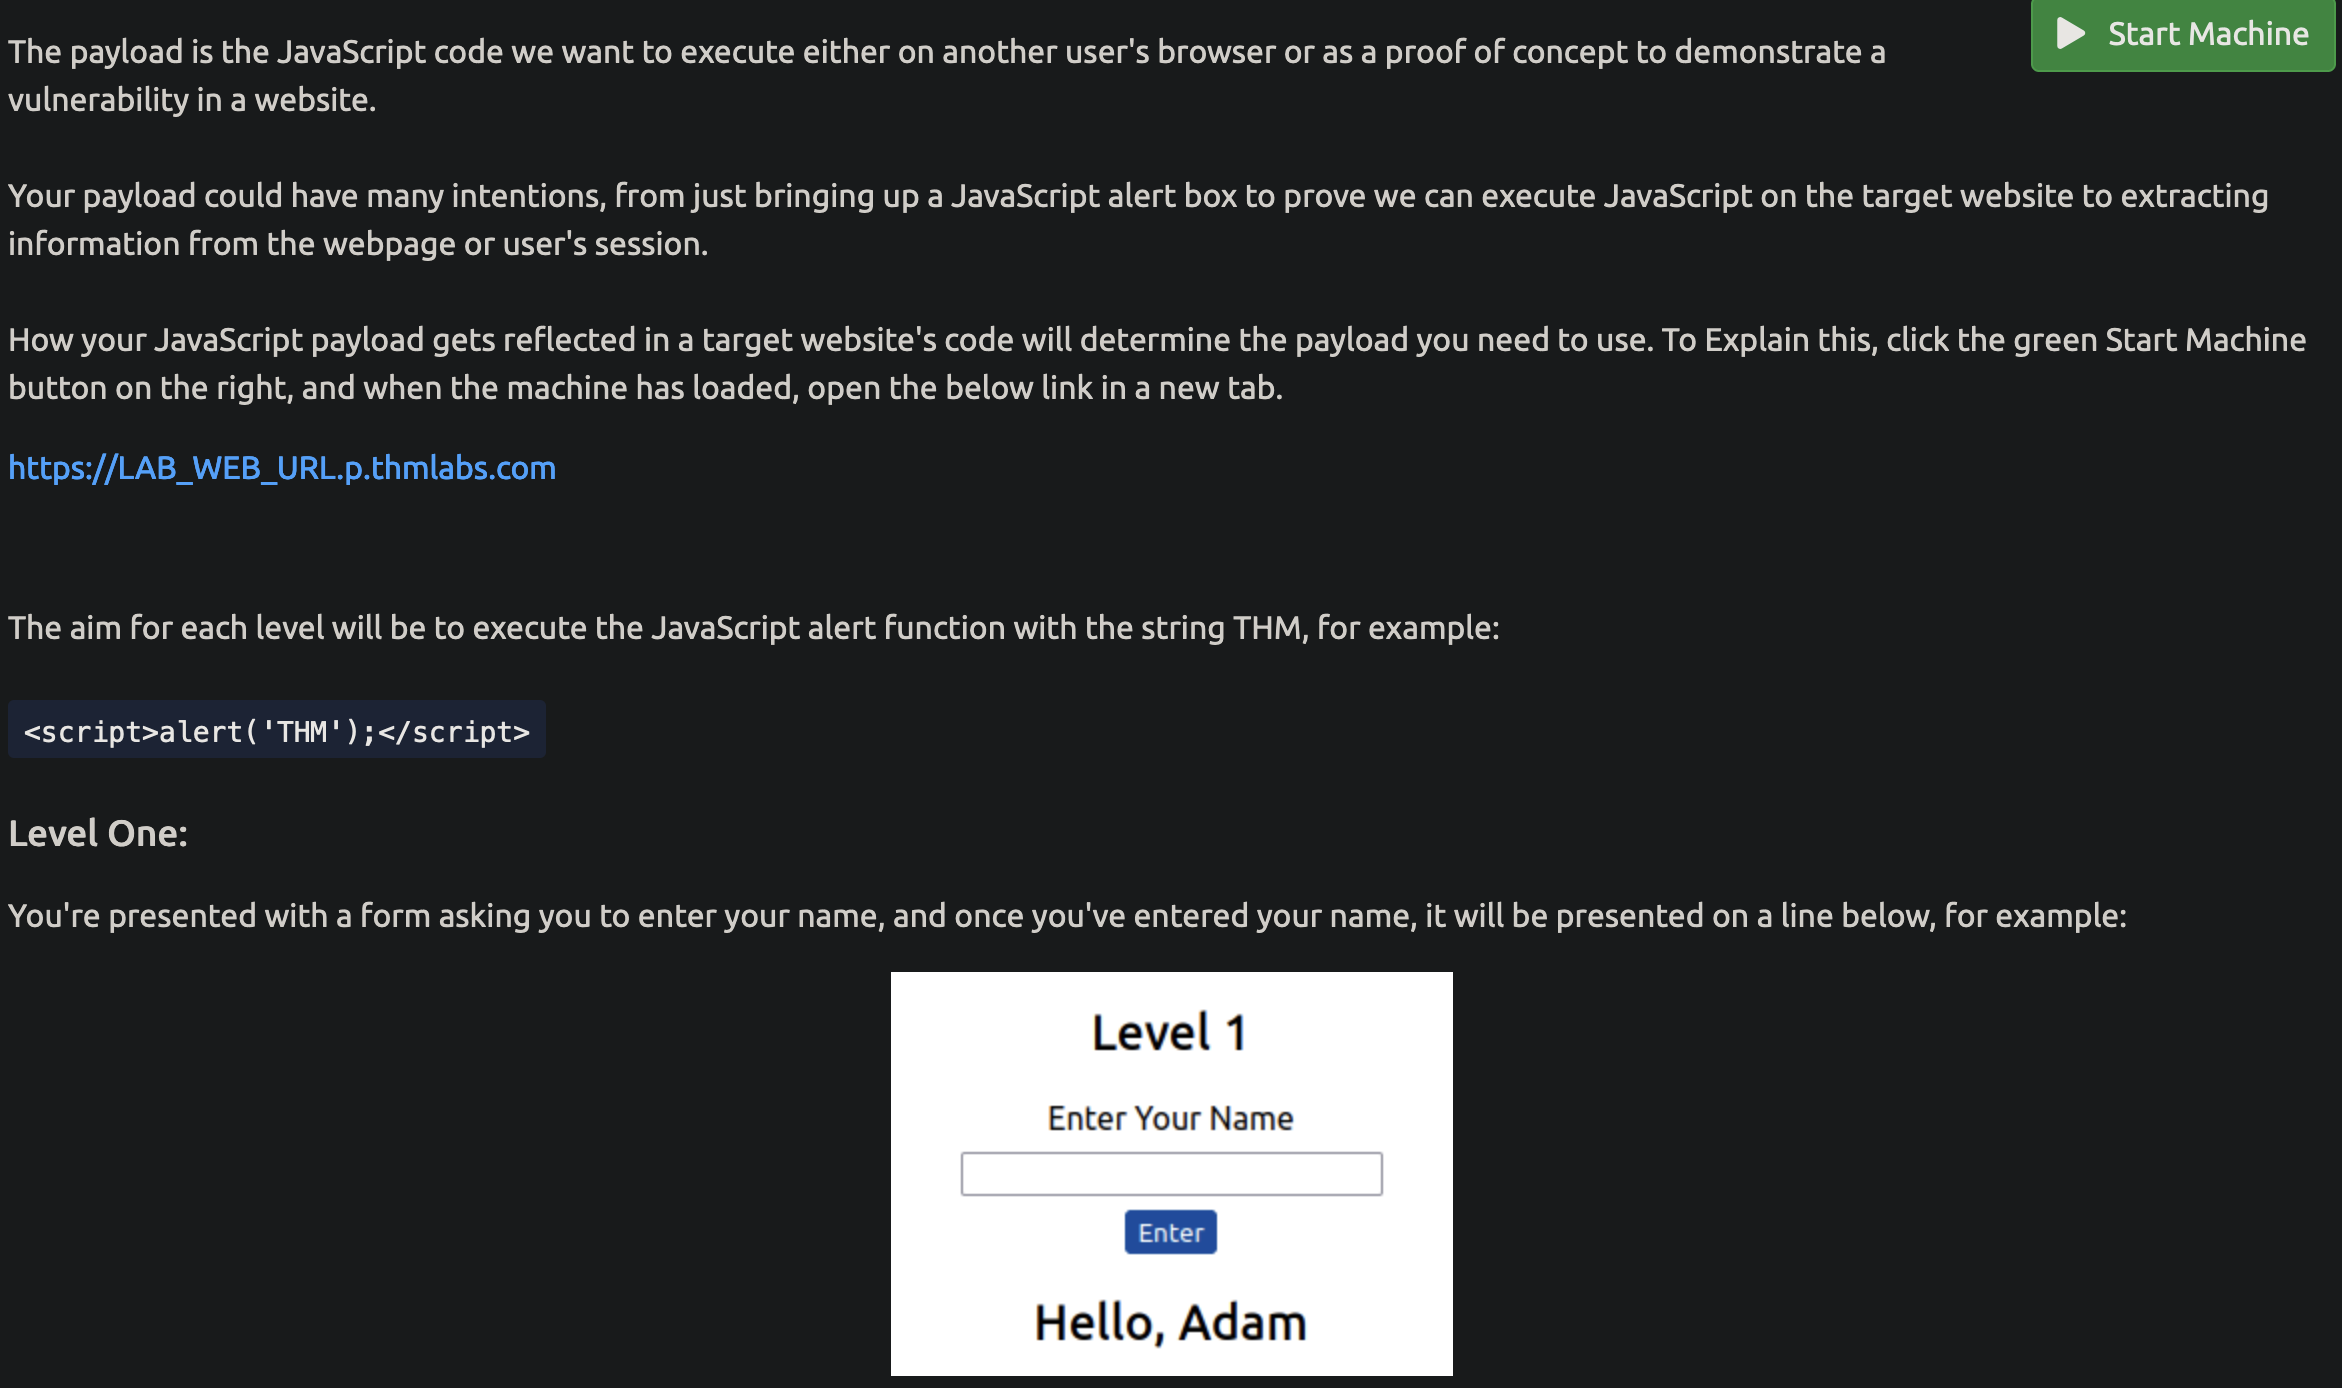 Start Machine
The payload is the JavaScript code we want to execute either on another user's browser or as a proof of concept to demonstrate a
vulnerability in a website.
Your payload could have many intentions, from just bringing up a JavaScript alert box to prove we can execute JavaScript on the target website to extracting
information from the webpage or user's session.
How your JavaScript payload gets reflected in a target website's code will determine the payload you need to use. To Explain this, click the green Start Machine
button on the right, and when the machine has loaded, open the below link in a new tab.
https://LAB_WEB_URL.p.thmlabs.com
The aim for each level will be to execute the JavaScript alert function with the string THM, for example:
<script>alert('THM');</script>
Level One:
You're presented with a form asking you to enter your name, and once you've entered your name, it will be presented on a line below, for example:
Level 1
Enter Your Name
Enter
Hello, Adam